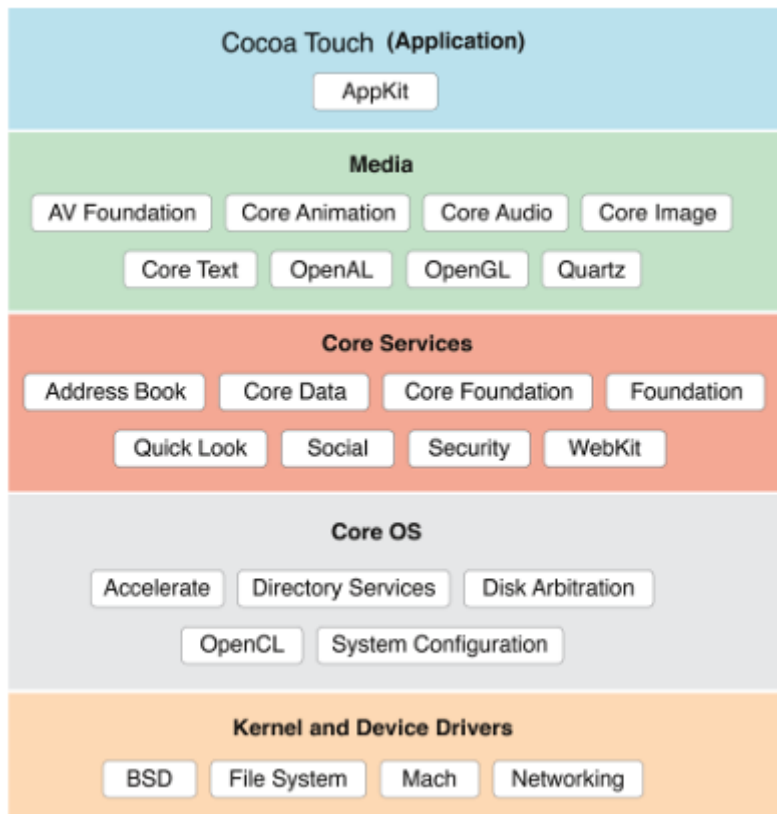 Cocoa Touch (Application)
AppKit
Media
AV Foundation Core Animation Core Audio Core Image
Core Text OpenAL OpenGL Quartz
Core Services
Address Book Core Data Core Foundation Foundation
Quick Look Social Security WebKit
Core OS
Accelerate Directory Services Disk Arbitration
OpenCL System Configuration
Kernel and Device Drivers
BSD File System Mach Networking